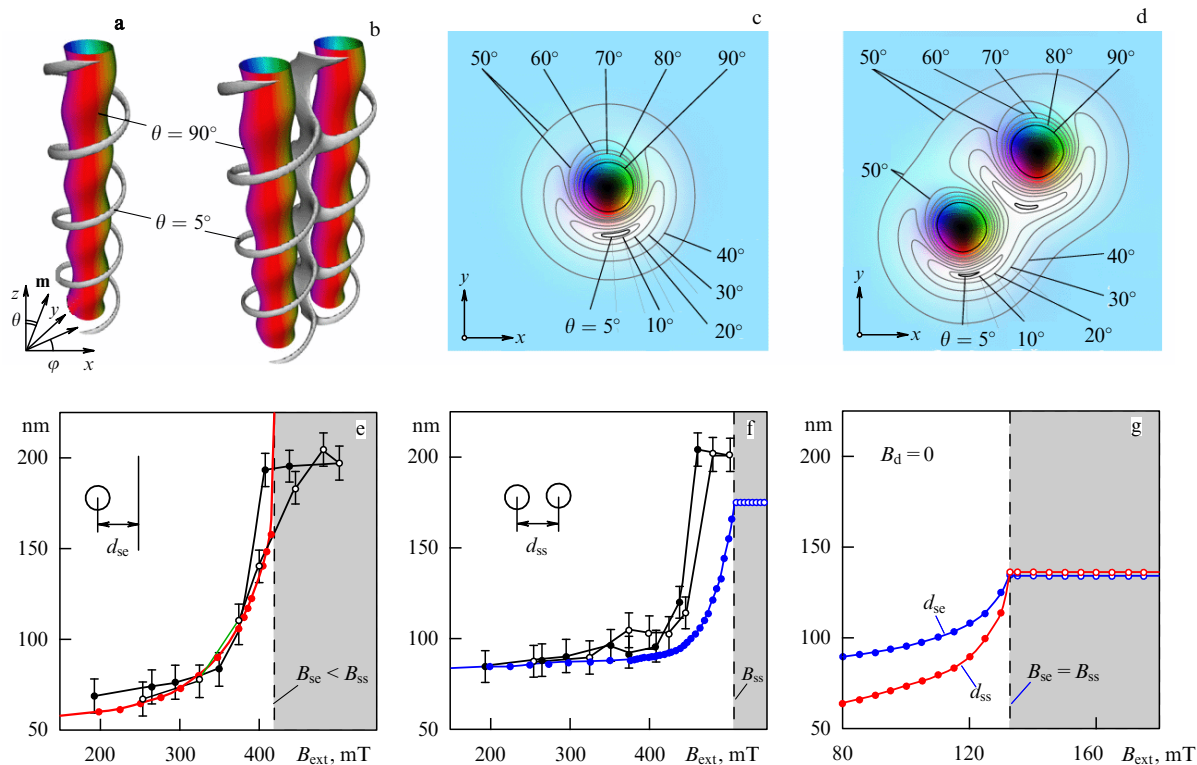 a
b
θ = 90°
θ = 5°
z
m
θ
y
φ
x
c
50°
60°
70°
80°
90°
40°
30°
20°
10°
θ = 5°
y
x
d
50°
60°
70°
80°
90°
50°
40°
30°
20°
10°
θ = 5°
y
x
nm
e
200
150
100
50
d_se
B_se < B_ss
200
300
400
B_ext, mT
nm
f
200
150
100
50
d_ss
B_ss
200
300
400
B_ext, mT
nm
g
200
150
100
50
B_d = 0
d_se
d_ss
B_se = B_ss
80
120
160
B_ext, mT